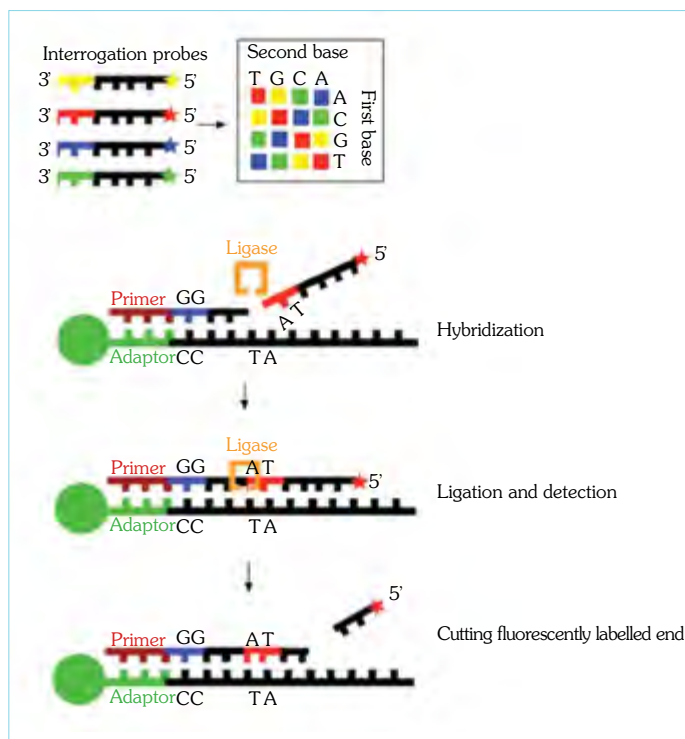 Interrogation probes
3' 5'
3' 5'
3' 5'
3' 5'
Second base
T G C A
A
C
G
T
First base
Ligase
5'
Primer GG
A T
Adaptor CC T A
Hybridization
Ligase
Primer GG A T
5'
Adaptor CC T A
Ligation and detection
5'
Primer GG A T
Cutting fluorescently labelled end
Adaptor CC T A